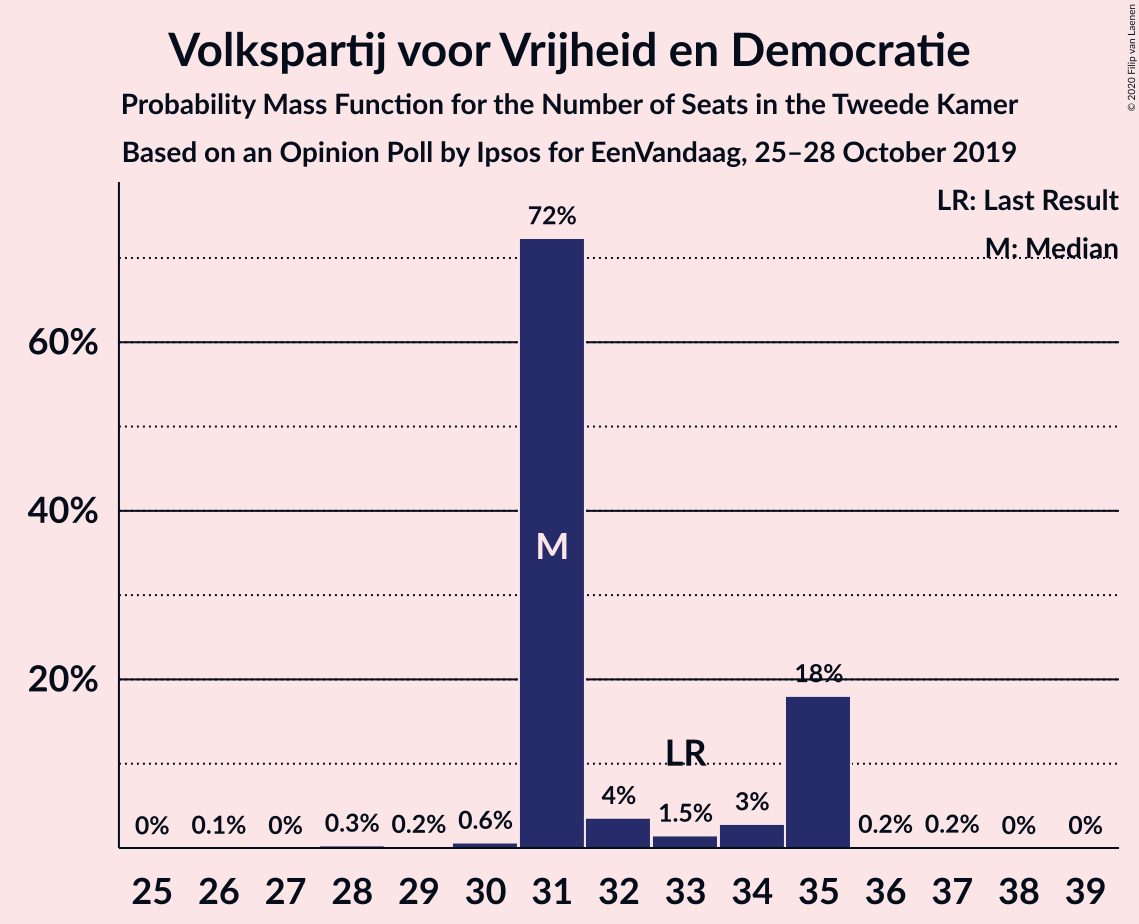 Volkspartij voor Vrijheid en Democratie
Probability Mass Function for the Number of Seats in the Tweede Kamer
Based on an Opinion Poll by Ipsos for EenVandaag, 25–28 October 2019
© 2020 Filip van Laenen
LR: Last Result
M: Median
60%
40%
20%
0%
0.1%
0%
0.3%
0.2%
0.6%
72%
M
4%
LR
1.5%
3%
18%
0.2%
0.2%
0%
0%
25 26 27 28 29 30 31 32 33 34 35 36 37 38 39